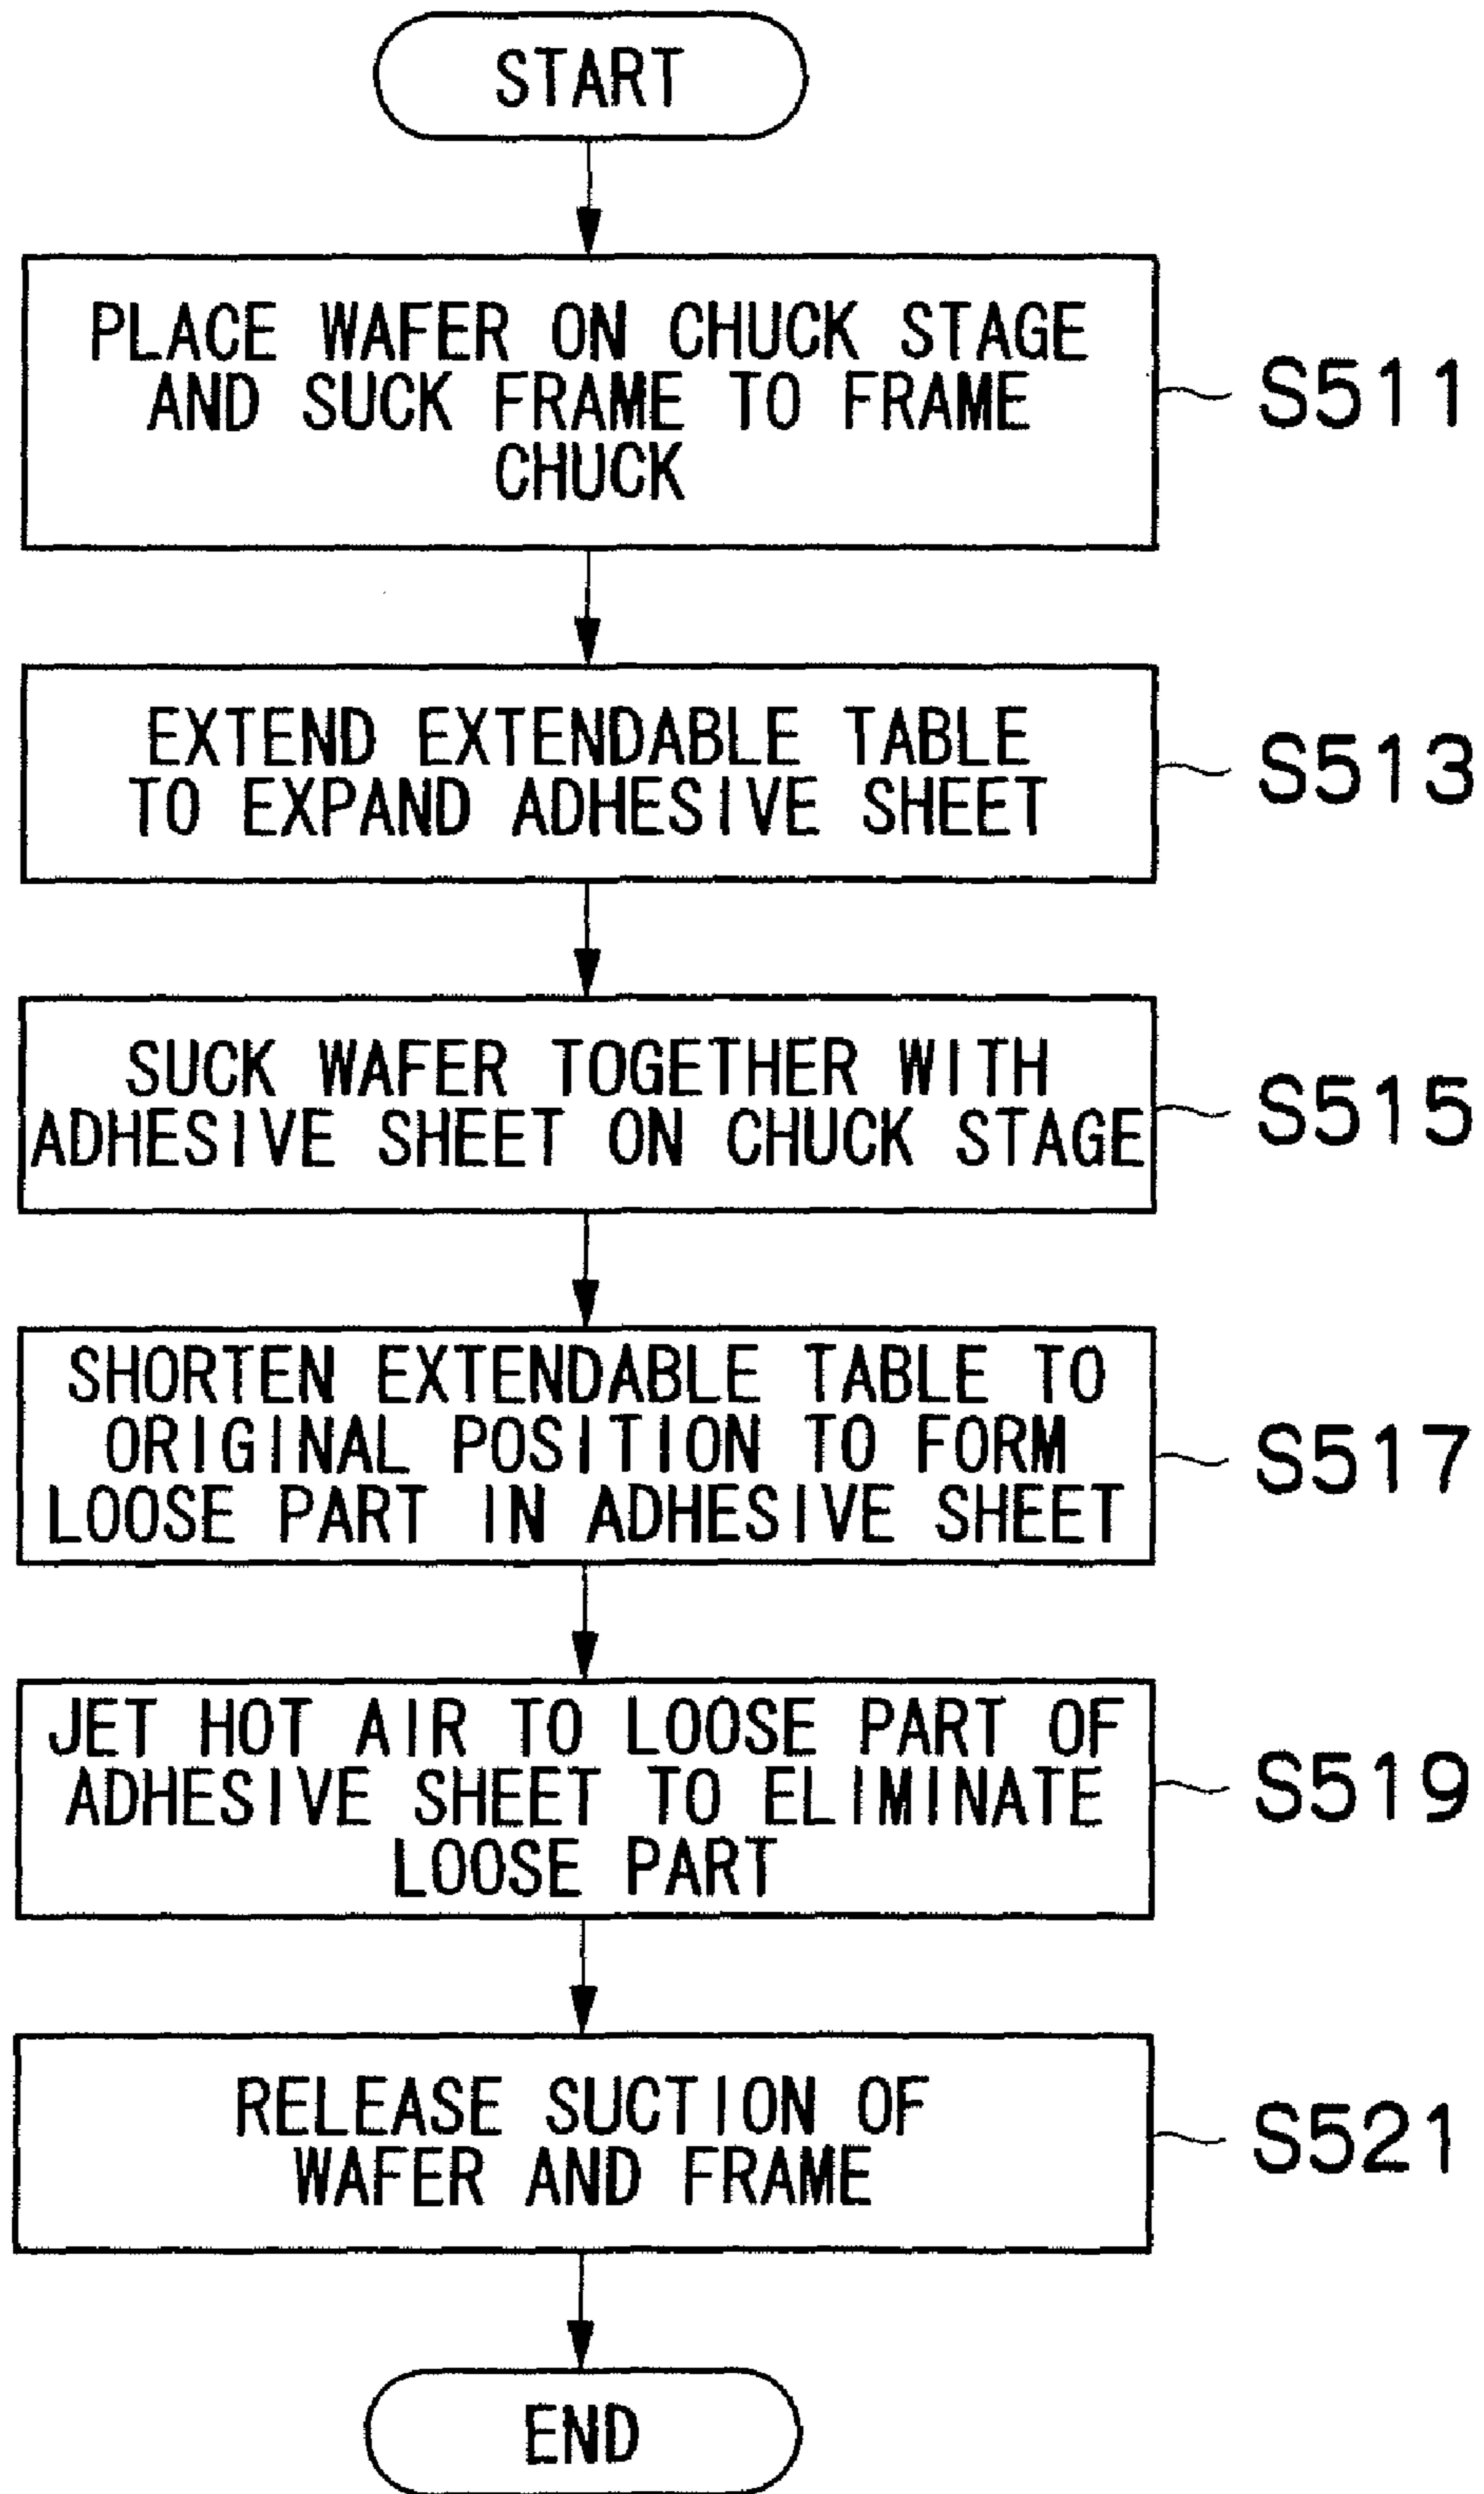 START
PLACE WAFER ON CHUCK STAGE
AND SUCK FRAME TO FRAME
CHUCK
S511
EXTEND EXTENDABLE TABLE
TO EXPAND ADHESIVE SHEET
S513
SUCK WAFER TOGETHER WITH
ADHESIVE SHEET ON CHUCK STAGE
S515
SHORTEN EXTENDABLE TABLE TO
ORIGINAL POSITION TO FORM
LOOSE PART IN ADHESIVE SHEET
S517
JET HOT AIR TO LOOSE PART OF
ADHESIVE SHEET TO ELIMINATE
LOOSE PART
S519
RELEASE SUCTION OF
WAFER AND FRAME
S521
END